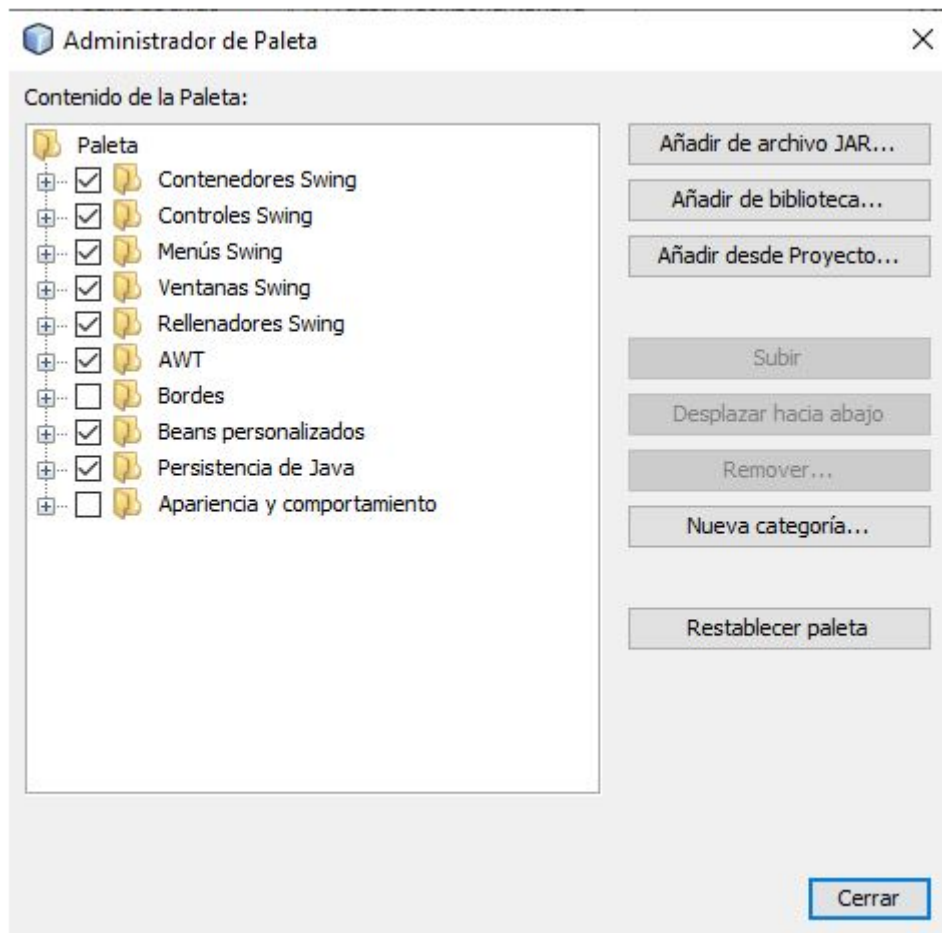 Administrador de Paleta
Contenido de la Paleta:
Paleta
Contenedores Swing
Controles Swing
Menús Swing
Ventanas Swing
Rellenadores Swing
AWT
Bordes
Beans personalizados
Persistencia de Java
Apariencia y comportamiento
Añadir de archivo JAR...
Añadir de biblioteca...
Añadir desde Proyecto...
Subir
Desplazar hacia abajo
Remover...
Nueva categoría...
Restablecer paleta
Cerrar